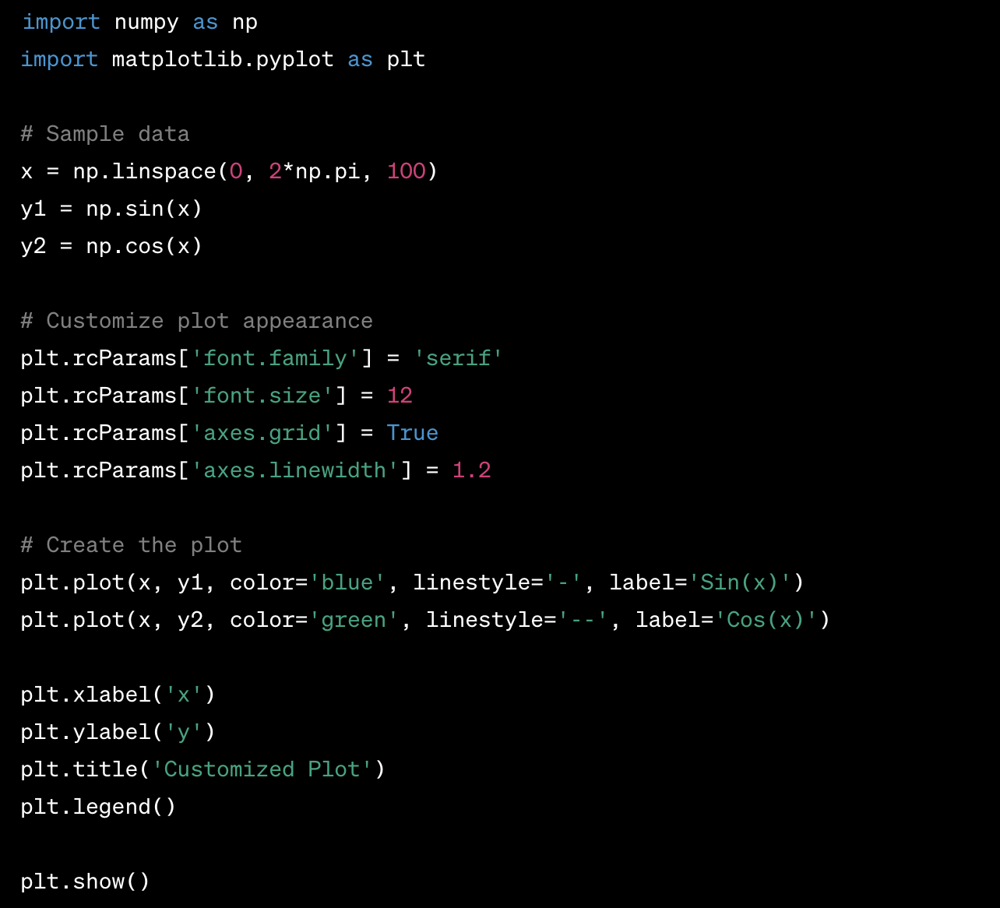 import numpy as np
import matplotlib.pyplot as plt
# Sample data
x = np.linspace(0, 2*np.pi, 100)
y1 = np.sin(x)
y2 = np.cos(x)
# Customize plot appearance
plt.rcParams['font.family'] = 'serif'
plt.rcParams['font.size'] = 12
plt.rcParams['axes.grid'] = True
plt.rcParams['axes.linewidth'] = 1.2
# Create the plot
plt.plot(x, y1, color='blue', linestyle='-', label='Sin(x)')
plt.plot(x, y2, color='green', linestyle='--', label='Cos(x)')
plt.xlabel('x')
plt.ylabel('y')
plt.title('Customized Plot')
plt.legend()
plt.show()